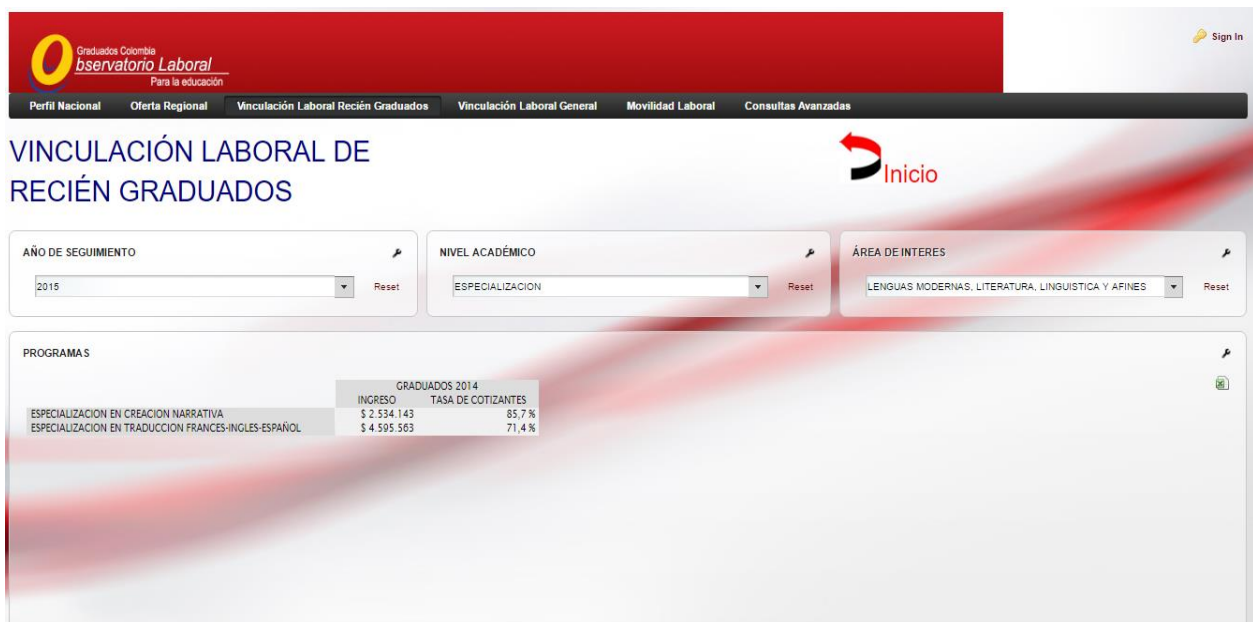 Graduados Colombia
Observatorio Laboral
Para la educación
Sign In
Perfil Nacional Oferta Regional Vinculación Laboral Recién Graduados Vinculación Laboral General Movilidad Laboral Consultas Avanzadas
VINCULACIÓN LABORAL DE
RECIÉN GRADUADOS
Inicio
AÑO DE SEGUIMIENTO
2015 Reset
NIVEL ACADÉMICO
ESPECIALIZACION Reset
ÁREA DE INTERES
LENGUAS MODERNAS, LITERATURA, LINGUISTICA Y AFINES Reset
PROGRAMAS
GRADUADOS 2014
INGRESO TASA DE COTIZANTES
ESPECIALIZACION EN CREACION NARRATIVA $ 2.534.143 85,7 %
ESPECIALIZACION EN TRADUCCION FRANCES-INGLES-ESPAÑOL $ 4.595.563 71,4 %